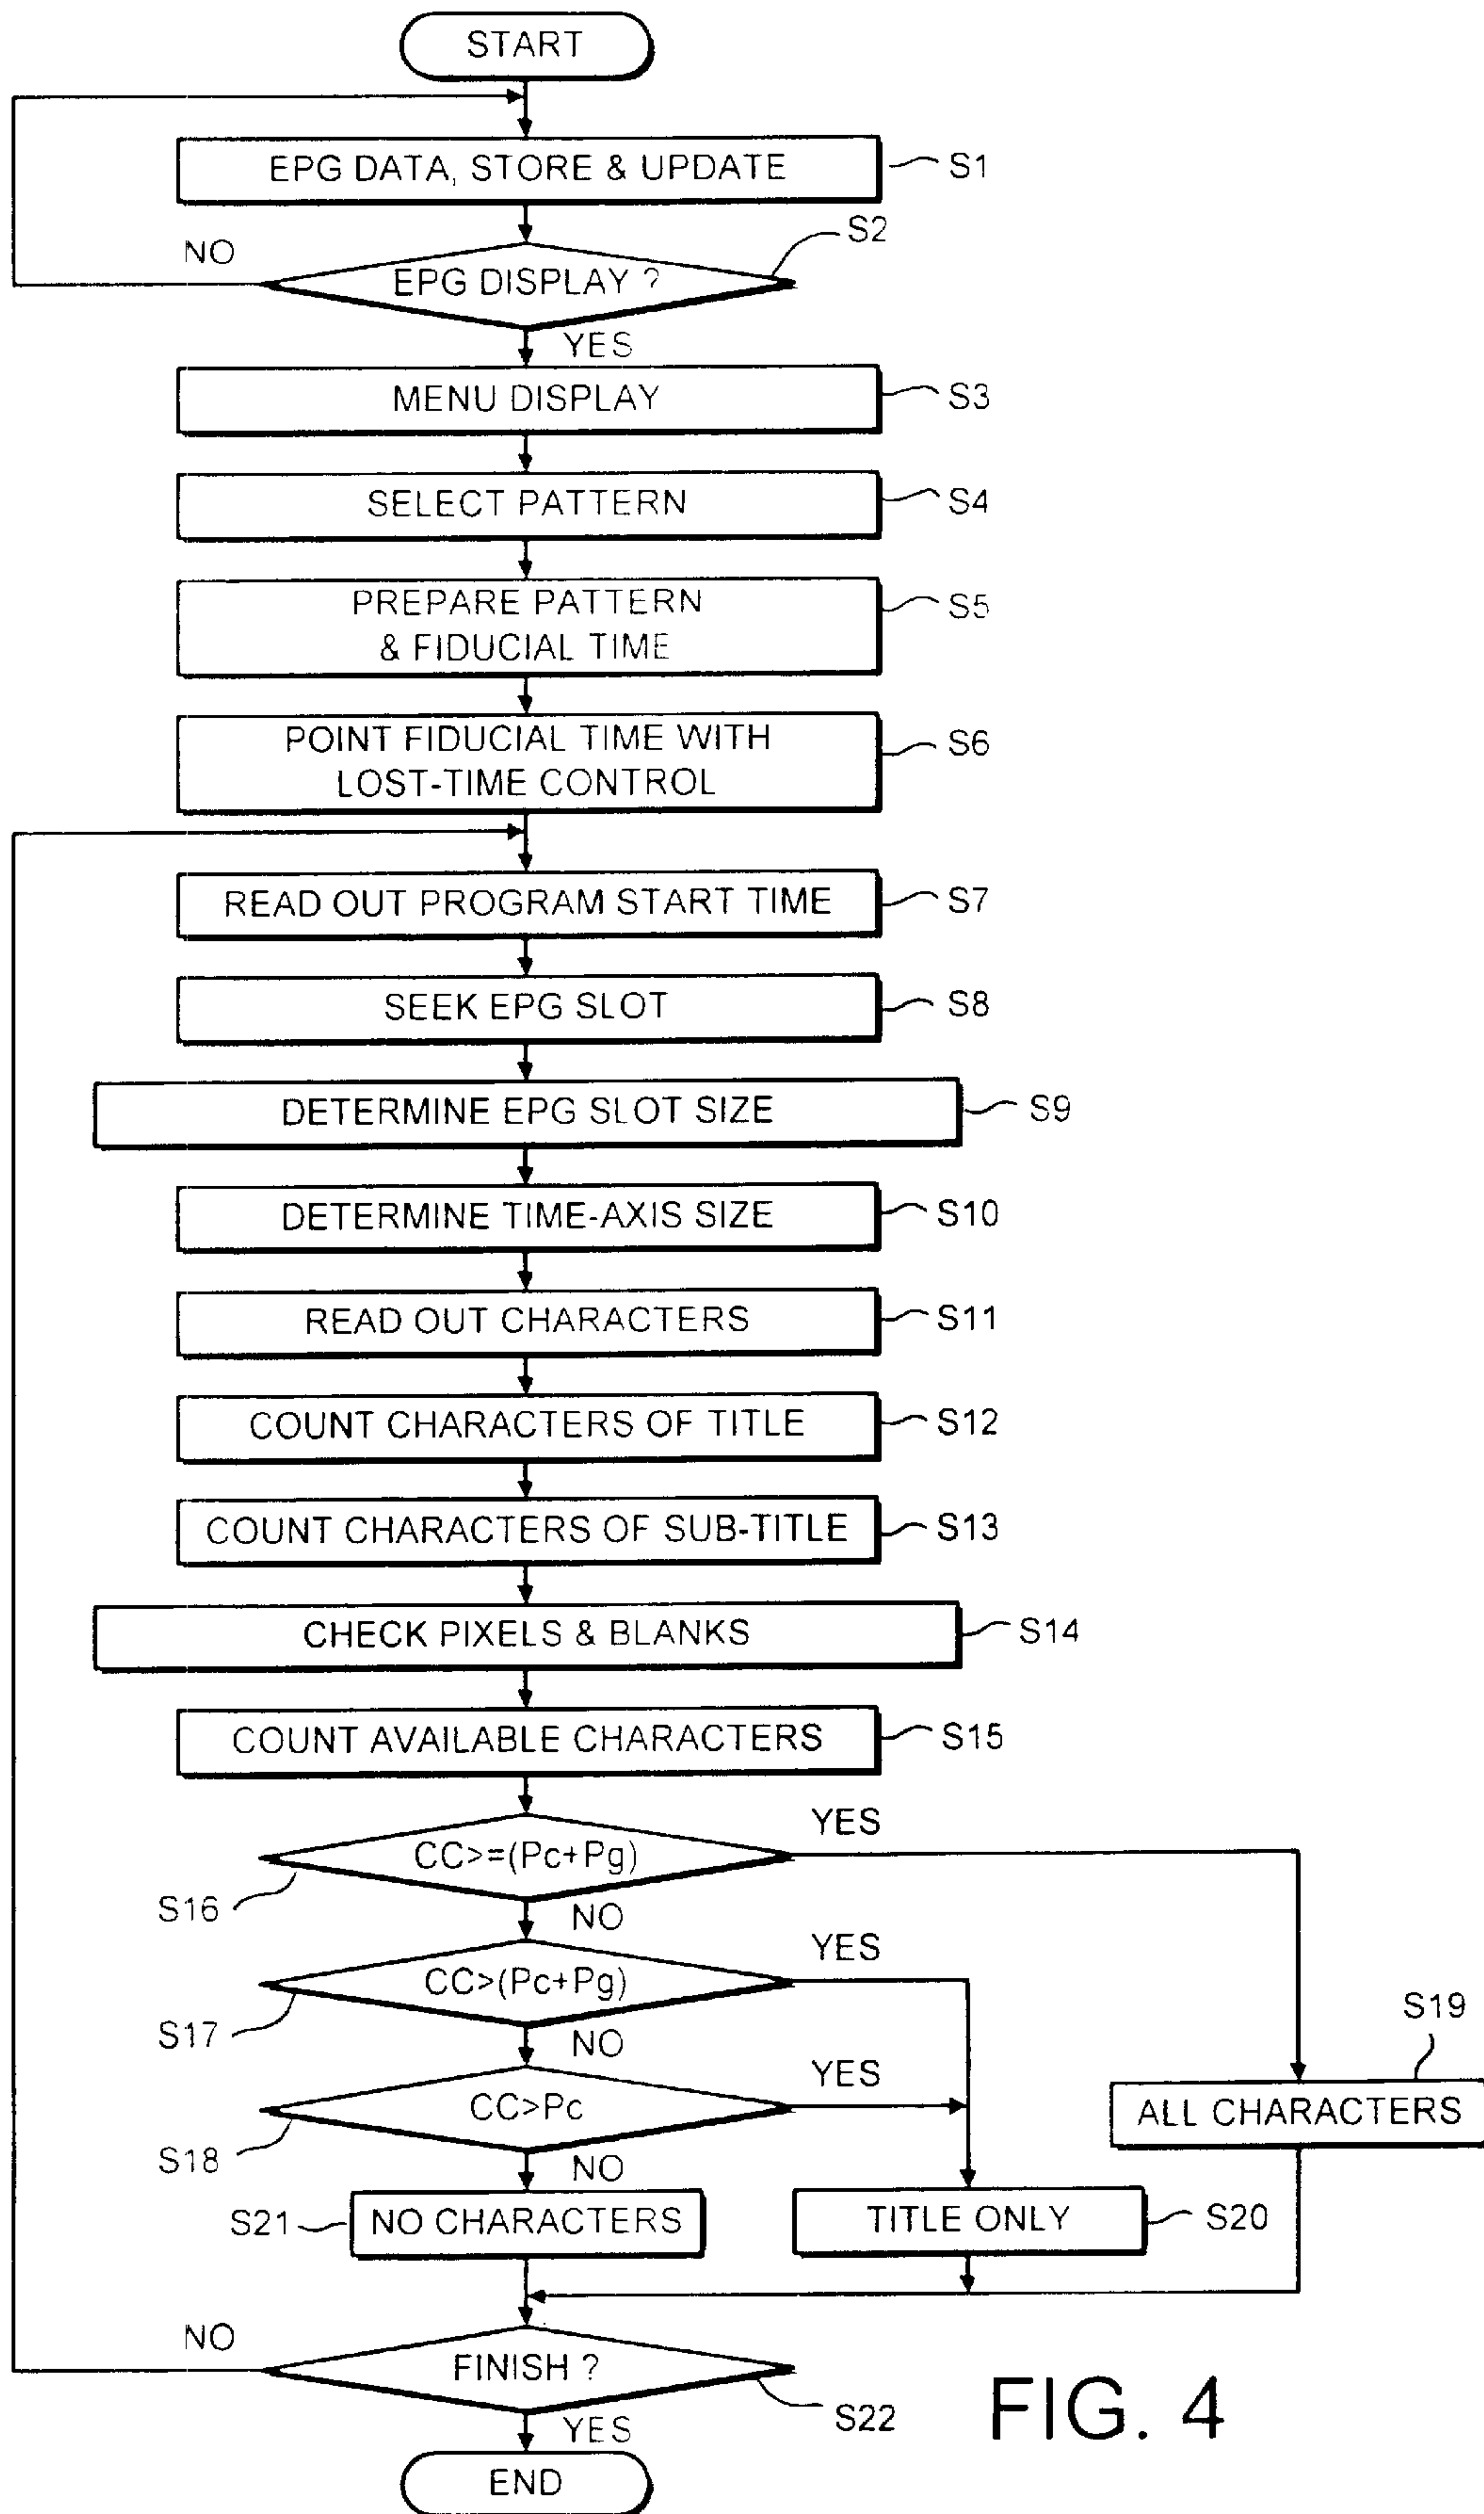 START
EPG DATA, STORE & UPDATE
S1
NO
EPG DISPLAY ?
S2
YES
MENU DISPLAY
S3
SELECT PATTERN
S4
PREPARE PATTERN
& FIDUCIAL TIME
S5
POINT FIDUCIAL TIME WITH
LOST-TIME CONTROL
S6
READ OUT PROGRAM START TIME
S7
SEEK EPG SLOT
S8
DETERMINE EPG SLOT SIZE
S9
DETERMINE TIME-AXIS SIZE
S10
READ OUT CHARACTERS
S11
COUNT CHARACTERS OF TITLE
S12
COUNT CHARACTERS OF SUB-TITLE
S13
CHECK PIXELS & BLANKS
S14
COUNT AVAILABLE CHARACTERS
S15
CC>=(Pc+Pg)
YES
S16
NO
CC>(Pc+Pg)
YES
S17
NO
CC>Pc
YES
S18
NO
S19
ALL CHARACTERS
S21
NO CHARACTERS
TITLE ONLY
S20
NO
FINISH ?
S22
YES
END
FIG. 4